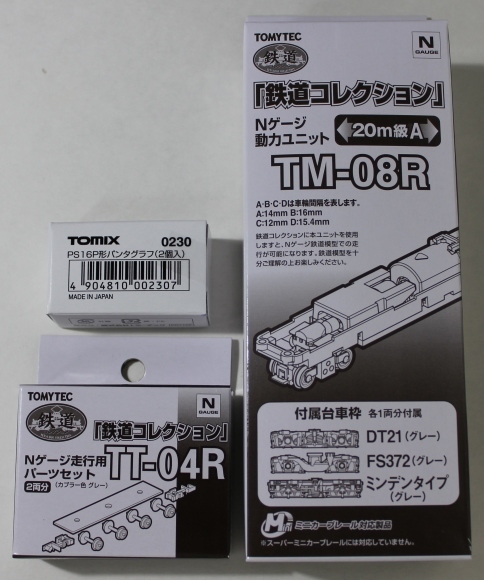 TOMYTEC
鉄道
N
GAUGE
「鉄道コレクション」
Nゲージ
動力ユニット
20m級A
TM-08R
A・B・C・Dは車輪間隔を表します。
A:14mm B:16mm
C:12mm D:15.4mm
鉄道コレクションに本ユニットを使用
しますと、Nゲージ鉄道模型での走
行が可能になります。鉄道模型を十
分ご理解の上お楽しみください。
付属台車枠 各1両分付属
DT21(グレー)
FS372(グレー)
ミンデンタイプ
(グレー)
ミニカーブレール対応製品
※スーパーミニカーブレールには対応していません。
TOMIX 0230
PS16P形パンタグラフ(2個入)
4 904810 002307
MADE IN JAPAN
TOMYTEC
鉄道
N
GAUGE
「鉄道コレクション」
Nゲージ走行用
パーツセット
TT-04R
2両分
(カプラー色 グレー)